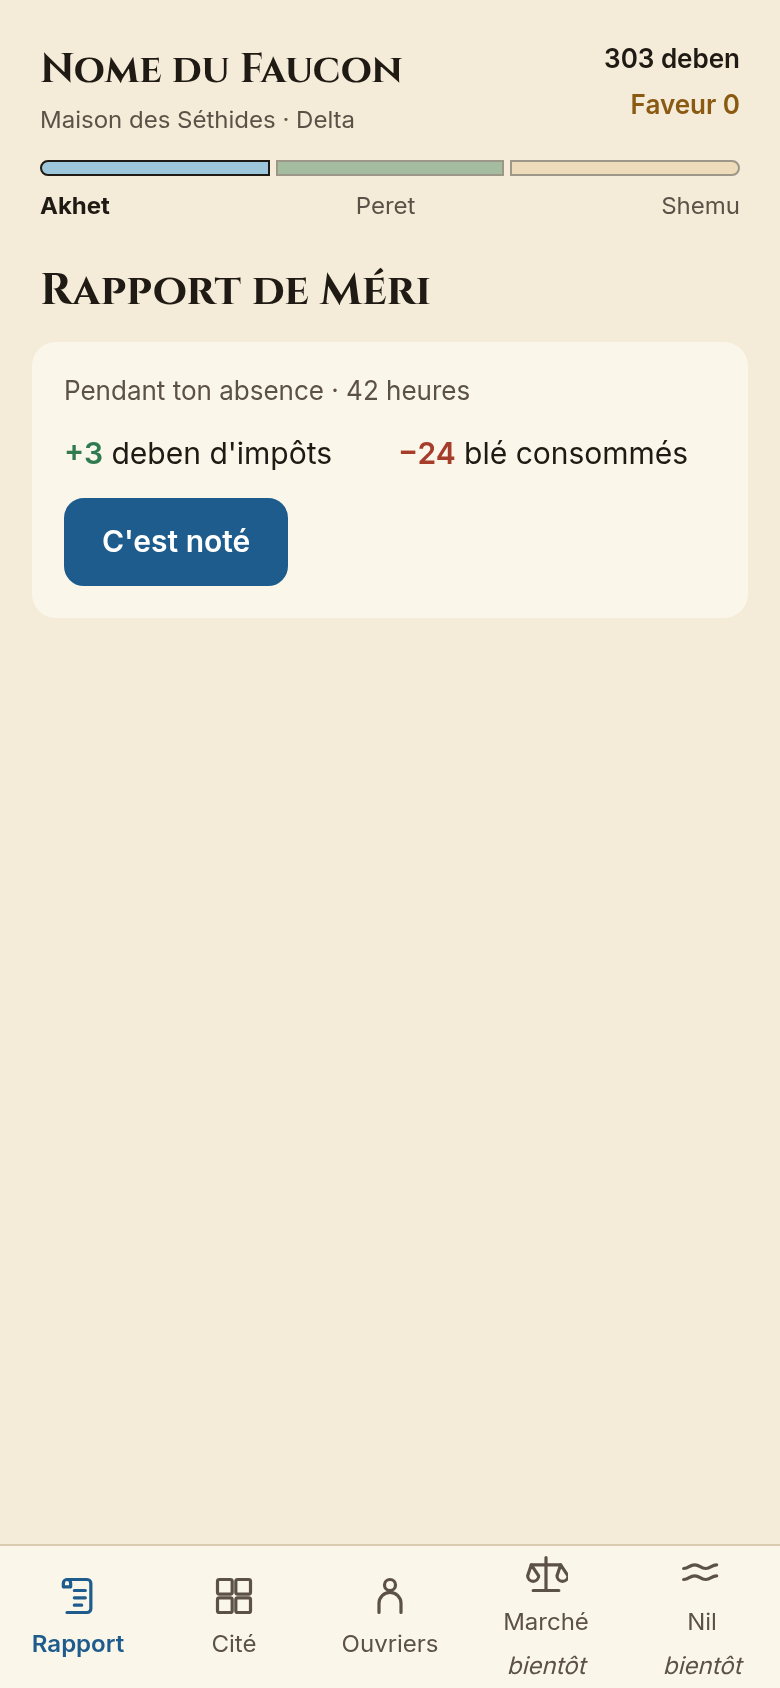 Nome du Faucon
303 deben
Maison des Séthides · Delta
Faveur 0
Akhet
Peret
Shemu
Rapport de Méri
Pendant ton absence · 42 heures
+3 deben d'impôts
−24 blé consommés
C'est noté
Rapport
Cité
Ouvriers
Marché
bientôt
Nil
bientôt